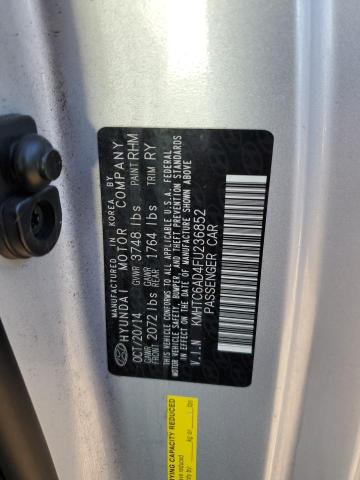 MANUFACTURED IN KOREA BY
HYUNDAI MOTOR COMPANY
OCT/20/14 GVWR 3748 lbs PAINT RHM
GAWR FRONT 2072 lbs GAWR REAR 1764 lbs TRIM RY
THIS VEHICLE CONFORMS TO ALL APPLICABLE U.S.A. FEDERAL
MOTOR VEHICLE SAFETY, BUMPER, AND THEFT PREVENTION STANDARDS
IN EFFECT ON THE DATE OF MANUFACTURE SHOWN ABOVE.
V.I.N KMHTC6AD4FU236852
PASSENGER CAR
CAPACITY REDUCED